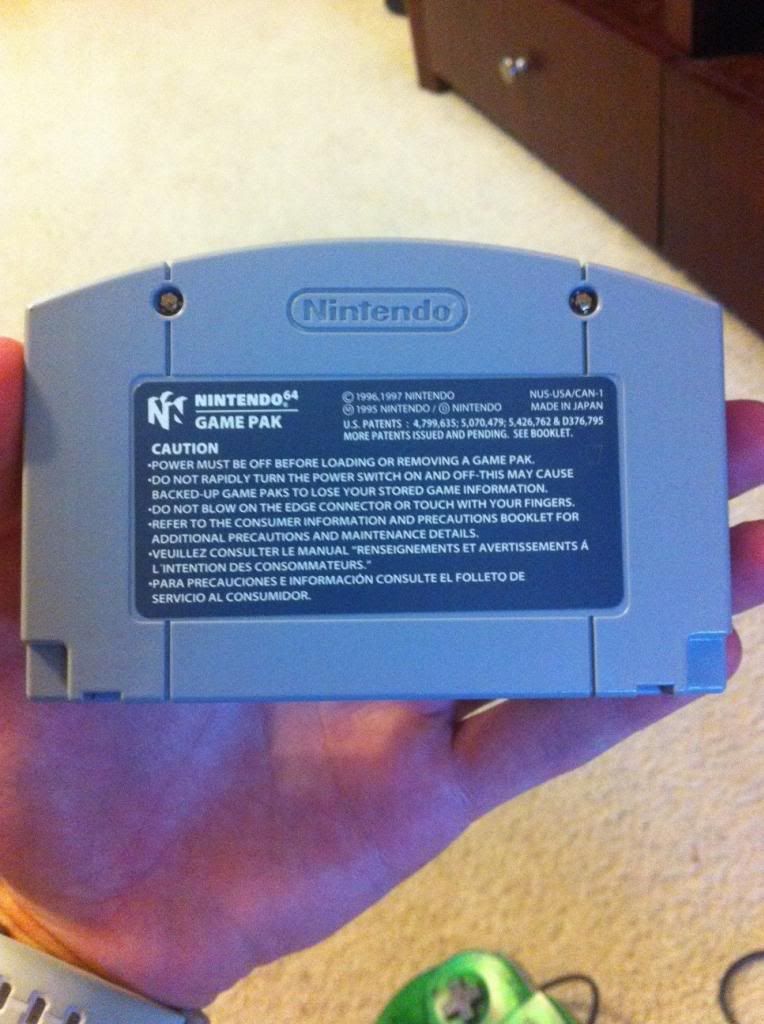 Nintendo
NINTENDO64
GAME PAK
©1996,1997 NINTENDO
Ⓜ1995 NINTENDO / Ⓓ NINTENDO
NUS-USA/CAN-1
MADE IN JAPAN
U.S. PATENTS : 4,799,635; 5,070,479; 5,426,762 & D376,795
MORE PATENTS ISSUED AND PENDING. SEE BOOKLET.
CAUTION
•POWER MUST BE OFF BEFORE LOADING OR REMOVING A GAME PAK.
•DO NOT RAPIDLY TURN THE POWER SWITCH ON AND OFF-THIS MAY CAUSE
BACKED-UP GAME PAKS TO LOSE YOUR STORED GAME INFORMATION.
•DO NOT BLOW ON THE EDGE CONNECTOR OR TOUCH WITH YOUR FINGERS.
•REFER TO THE CONSUMER INFORMATION AND PRECAUTIONS BOOKLET FOR
ADDITIONAL PRECAUTIONS AND MAINTENANCE DETAILS.
•VEUILLEZ CONSULTER LE MANUAL "RENSEIGNEMENTS ET AVERTISSEMENTS Á
L'INTENTION DES CONSOMMATEURS."
•PARA PRECAUCIONES E INFORMACIÓN CONSULTE EL FOLLETO DE
SERVICIO AL CONSUMIDOR.